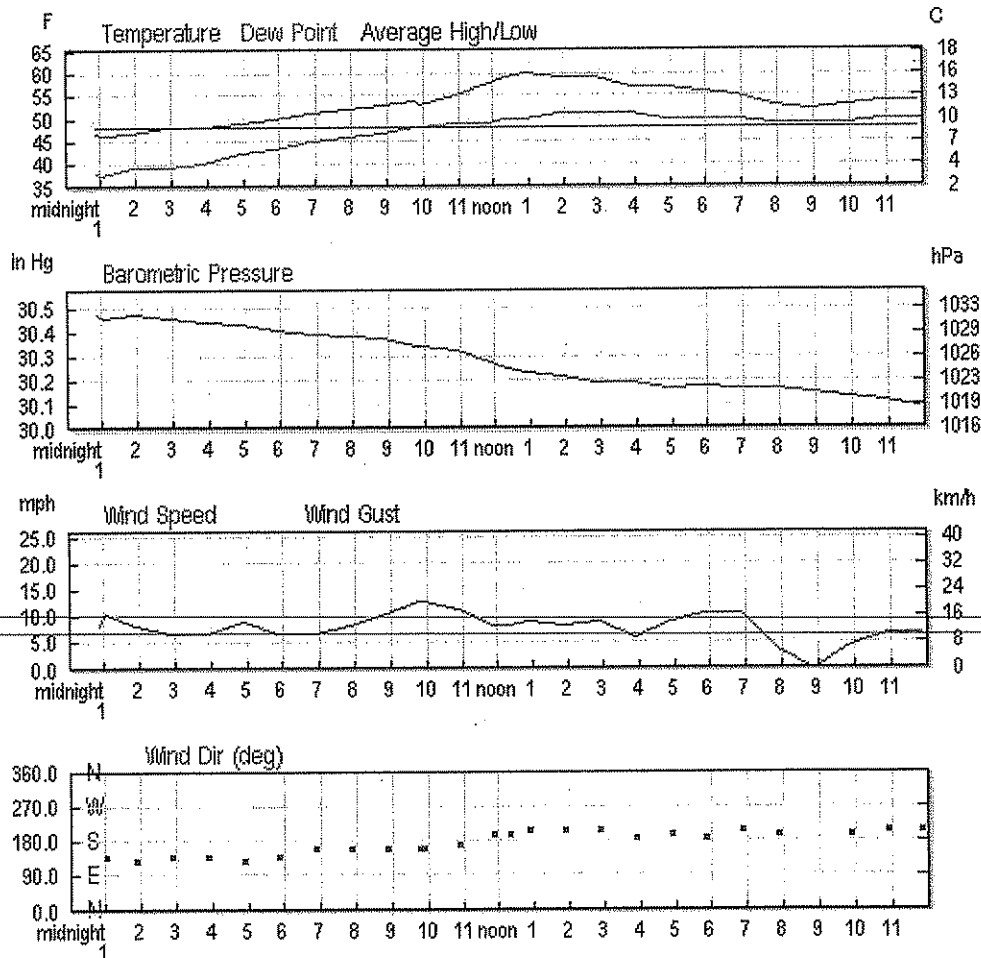 F Temperature Dew Point Average High/Low C
65 18
60 16
55 13
50 10
45 7
40 4
35 2
midnight 2 3 4 5 6 7 8 9 10 11 noon 1 2 3 4 5 6 7 8 9 10 11
1
in Hg Barometric Pressure hPa
30.5 1033
30.4 1029
30.3 1026
30.2 1023
30.1 1019
30.0 1016
midnight 2 3 4 5 6 7 8 9 10 11 noon 1 2 3 4 5 6 7 8 9 10 11
1
mph Wind Speed Wind Gust km/h
25.0 40
20.0 32
15.0 24
10.0 16
5.0 8
0.0 0
midnight 2 3 4 5 6 7 8 9 10 11 noon 1 2 3 4 5 6 7 8 9 10 11
1
Wind Dir (deg)
360.0 N
270.0 W
180.0 S
90.0 E
0.0 N
midnight 2 3 4 5 6 7 8 9 10 11 noon 1 2 3 4 5 6 7 8 9 10 11
1